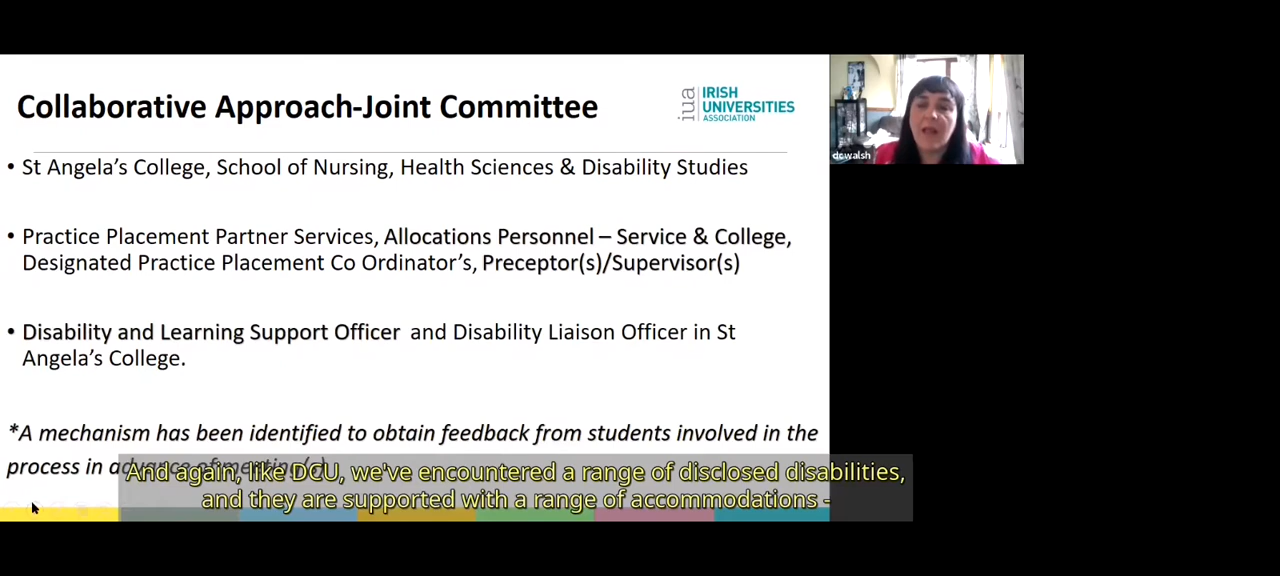 Collaborative Approach-Joint Committee
iua IRISH
UNIVERSITIES
ASSOCIATION
dcwalsh
• St Angela's College, School of Nursing, Health Sciences & Disability Studies
• Practice Placement Partner Services, Allocations Personnel – Service & College,
Designated Practice Placement Co Ordinator's, Preceptor(s)/Supervisor(s)
• Disability and Learning Support Officer and Disability Liaison Officer in St
Angela's College.
*A mechanism has been identified to obtain feedback from students involved in the
process in advance of meeting(s)
And again, like DCU, we've encountered a range of disclosed disabilities,
and they are supported with a range of accommodations -